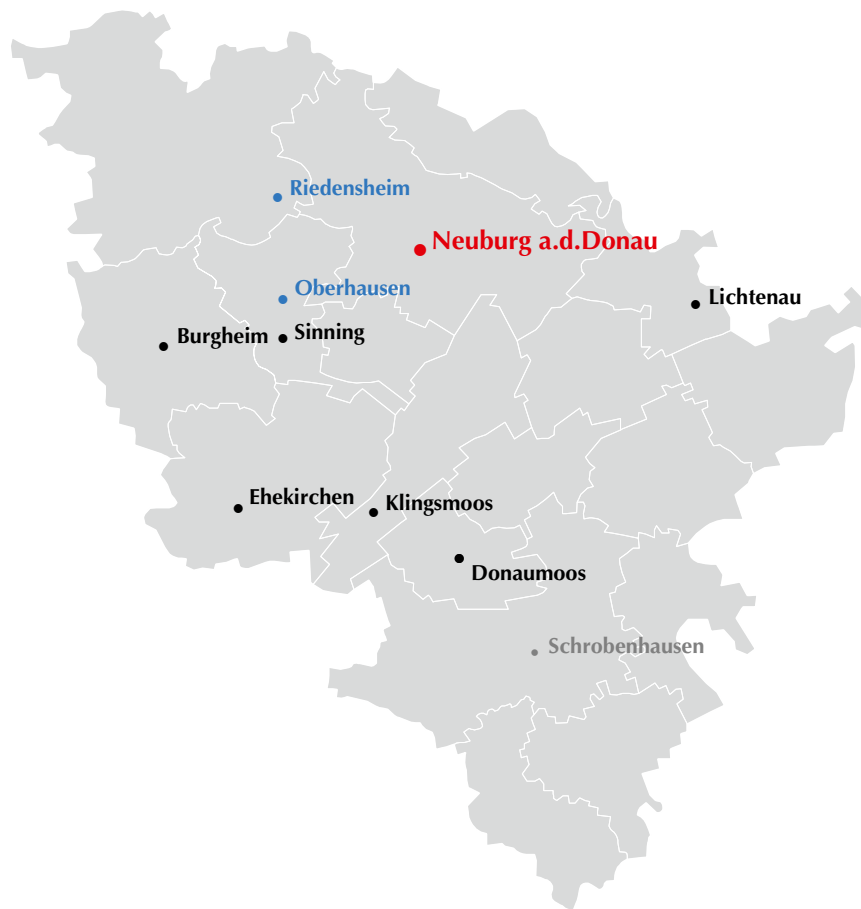 Riedensheim
Neuburg a.d.Donau
Oberhausen
Lichtenau
Burgheim
Sinning
Ehekirchen
Klingsmoos
Donaumoos
Schrobenhausen